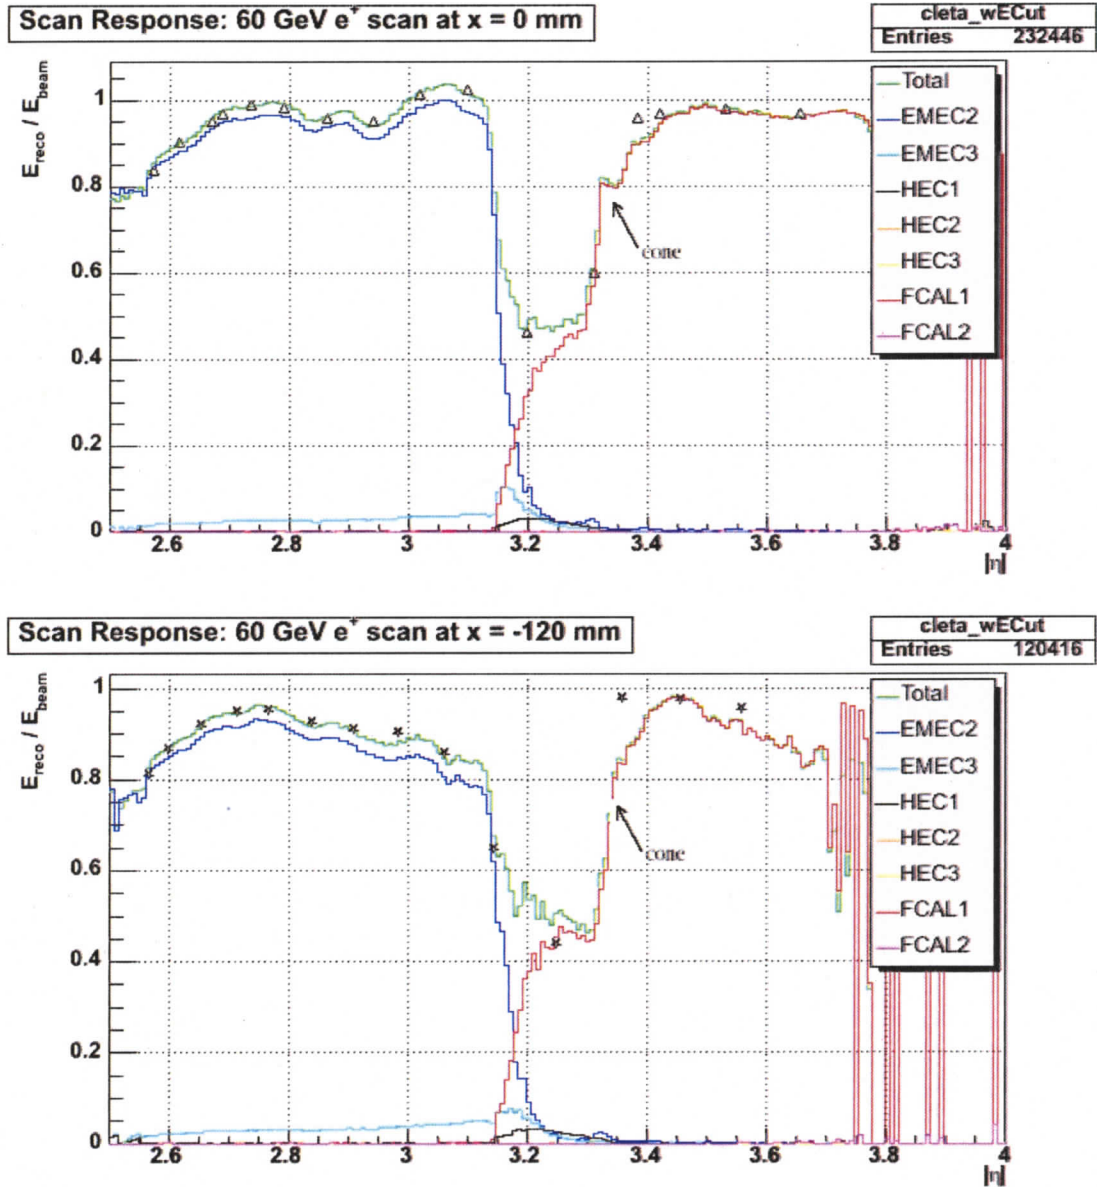 Scan Response: 60 GeV e+ scan at x = 0 mm
cleta_wECut
Entries 232446
E_reco / E_beam
1
0.8
0.6
0.4
0.2
0
cone
Total
EMEC2
EMEC3
HEC1
HEC2
HEC3
FCAL1
FCAL2
2.6 2.8 3 3.2 3.4 3.6 3.8 4
|η|
Scan Response: 60 GeV e+ scan at x = -120 mm
cleta_wECut
Entries 120416
E_reco / E_beam
1
0.8
0.6
0.4
0.2
0
cone
Total
EMEC2
EMEC3
HEC1
HEC2
HEC3
FCAL1
FCAL2
2.6 2.8 3 3.2 3.4 3.6 3.8 4
|η|